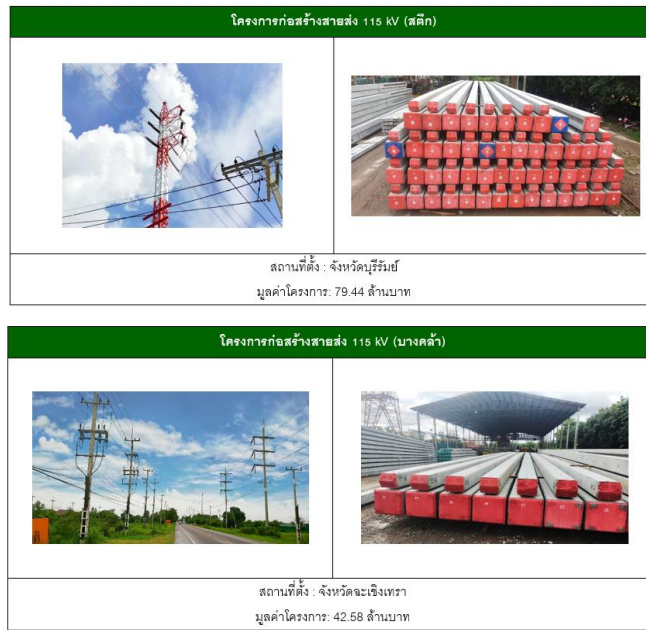 โครงการก่อสร้างสายส่ง 115 kV (สตึก)
สถานที่ตั้ง : จังหวัดบุรีรัมย์
มูลค่าโครงการ: 79.44 ล้านบาท
โครงการก่อสร้างสายส่ง 115 kV (บางคล้า)
สถานที่ตั้ง : จังหวัดฉะเชิงเทรา
มูลค่าโครงการ: 42.58 ล้านบาท